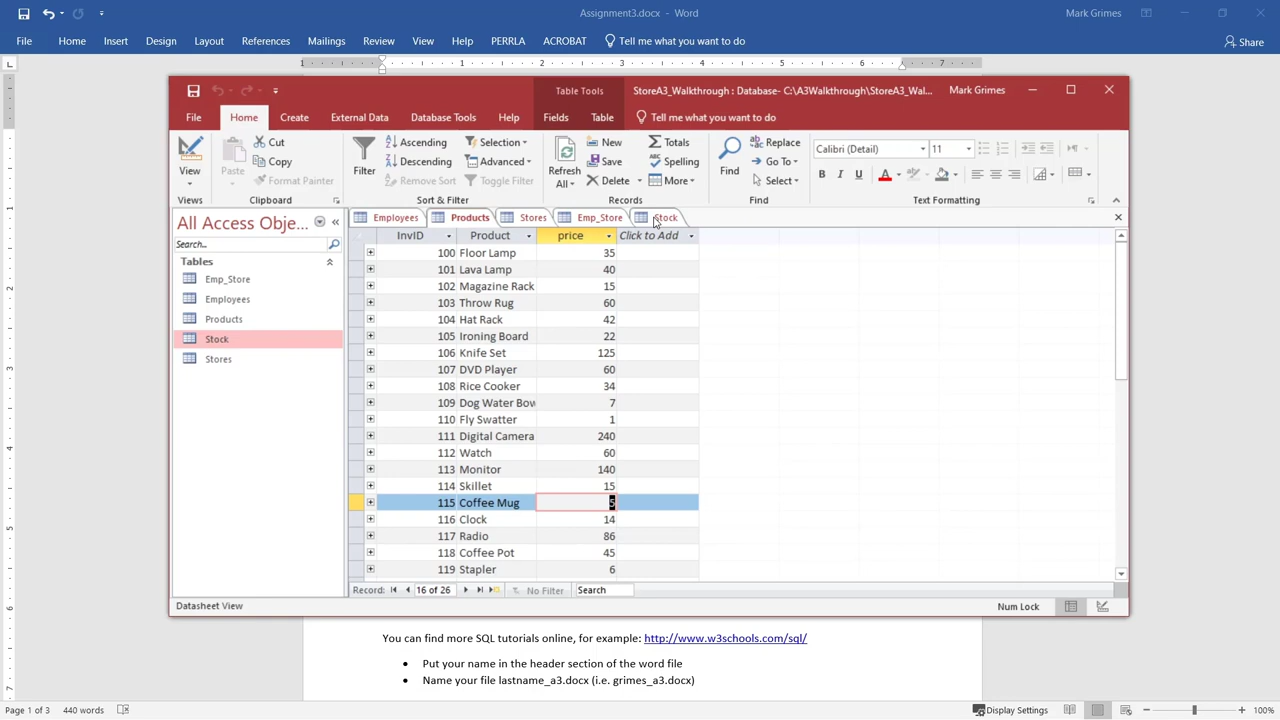 Assignment3.docx - Word
Mark Grimes
File Home Insert Design Layout References Mailings Review View Help PERRLA ACROBAT Tell me what you want to do Share
1 1 2 3 4 5 6 7
Table Tools StoreA3_Walkthrough : Database- C:\A3Walkthrough\StoreA3_Wal... Mark Grimes
File Home Create External Data Database Tools Help Fields Table Tell me what you want to do
View
Views
Paste
Cut
Copy
Format Painter
Clipboard
Filter
Ascending
Descending
Remove Sort
Selection
Advanced
Toggle Filter
Sort & Filter
Refresh
All
New
Save
Delete
Totals
Spelling
More
Records
Find
Replace
Go To
Select
Find
Calibri (Detail) 11
B I U A
Text Formatting
All Access Obje...
Search...
Tables
Emp_Store
Employees
Products
Stock
Stores
Employees Products Stores Emp_Store Stock
InvID Product price Click to Add
100 Floor Lamp 35
101 Lava Lamp 40
102 Magazine Rack 15
103 Throw Rug 60
104 Hat Rack 42
105 Ironing Board 22
106 Knife Set 125
107 DVD Player 60
108 Rice Cooker 34
109 Dog Water Bow 7
110 Fly Swatter 1
111 Digital Camera 240
112 Watch 60
113 Monitor 140
114 Skillet 15
115 Coffee Mug 5
116 Clock 14
117 Radio 86
118 Coffee Pot 45
119 Stapler 6
Record: 16 of 26 No Filter Search
Datasheet View Num Lock
You can find more SQL tutorials online, for example: http://www.w3schools.com/sql/
• Put your name in the header section of the word file
• Name your file lastname_a3.docx (i.e. grimes_a3.docx)
Page 1 of 3 440 words Display Settings 100%